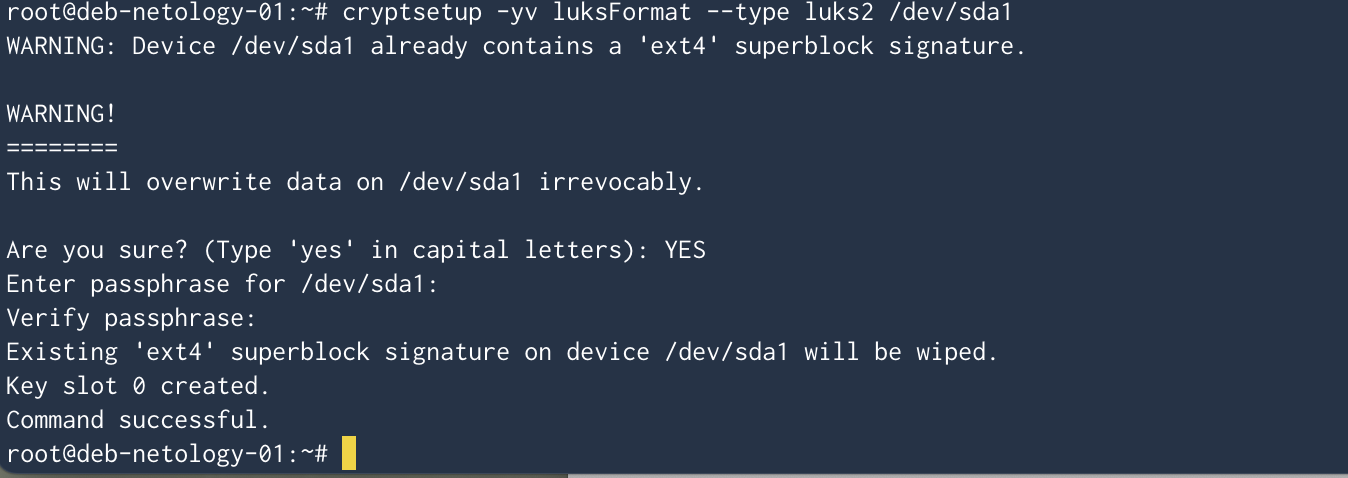 root@deb-netology-01:~# cryptsetup -yv luksFormat --type luks2 /dev/sda1
WARNING: Device /dev/sda1 already contains a 'ext4' superblock signature.
WARNING!
========
This will overwrite data on /dev/sda1 irrevocably.
Are you sure? (Type 'yes' in capital letters): YES
Enter passphrase for /dev/sda1:
Verify passphrase:
Existing 'ext4' superblock signature on device /dev/sda1 will be wiped.
Key slot 0 created.
Command successful.
root@deb-netology-01:~#